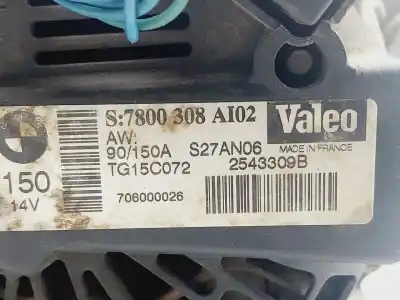 S:7800 308 AI02
Valeo
AW:
90/150A S27AN06 MADE IN FRANCE
150 TG15C072 2543309B
14V 706000026